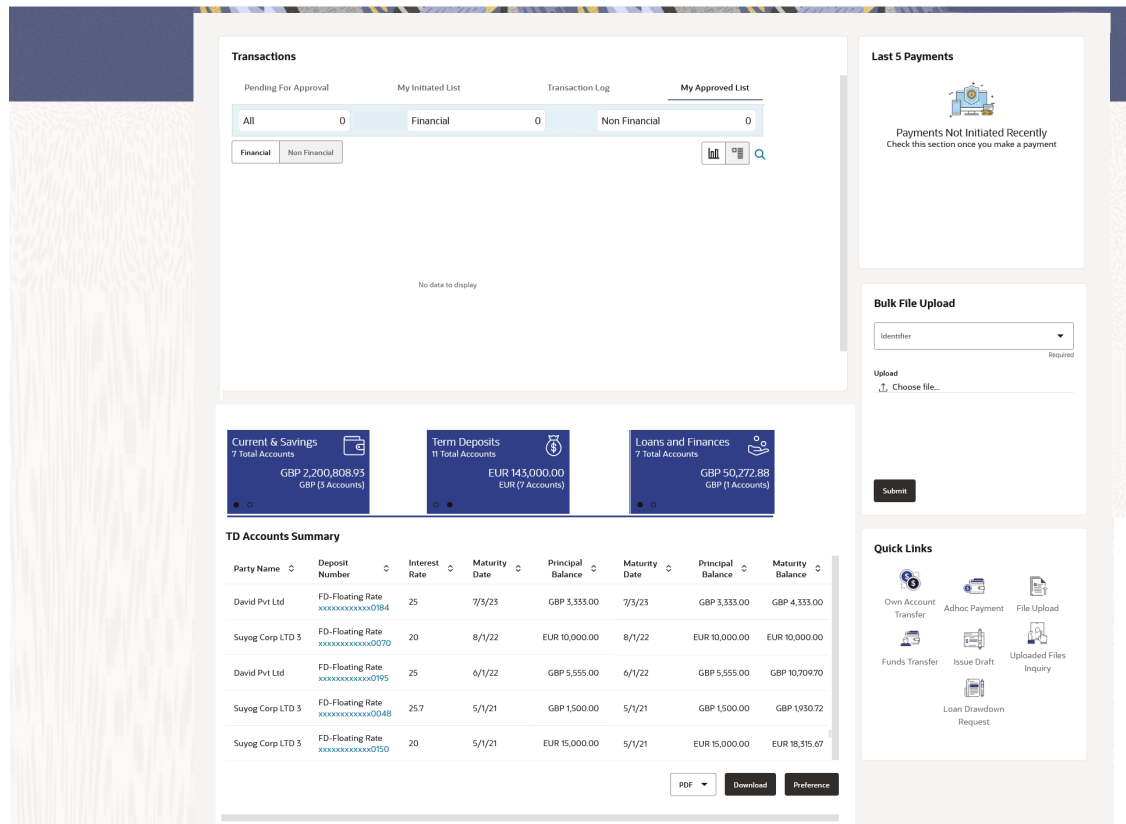 Transactions
Pending For Approval My Initiated List Transaction Log My Approved List
All 0 Financial 0 Non Financial 0
Financial Non Financial
No data to display
Last 5 Payments
Payments Not Initiated Recently
Check this section once you make a payment
Bulk File Upload
Identifier
Required
Upload
Choose file...
Submit
Current & Savings
7 Total Accounts
GBP 2,200,808.93
GBP (3 Accounts)
Term Deposits
11 Total Accounts
EUR 143,000.00
EUR (7 Accounts)
Loans and Finances
7 Total Accounts
GBP 50,272.88
GBP (1 Accounts)
TD Accounts Summary
Party Name Deposit Number Interest Rate Maturity Date Principal Balance Maturity Date Principal Balance Maturity Balance
David Pvt Ltd FD-Floating Rate xxxxxxxxxxxx0184 25 7/3/23 GBP 3,333.00 7/3/23 GBP 3,333.00 GBP 4,333.00
Suyog Corp LTD 3 FD-Floating Rate xxxxxxxxxxxx0070 20 8/1/22 EUR 10,000.00 8/1/22 EUR 10,000.00 EUR 10,000.00
David Pvt Ltd FD-Floating Rate xxxxxxxxxxxx0195 25 6/1/22 GBP 5,555.00 6/1/22 GBP 5,555.00 GBP 10,709.70
Suyog Corp LTD 3 FD-Floating Rate xxxxxxxxxxxx0048 25.7 5/1/21 GBP 1,500.00 5/1/21 GBP 1,500.00 GBP 1,930.72
Suyog Corp LTD 3 FD-Floating Rate xxxxxxxxxxxx0150 20 5/1/21 EUR 15,000.00 5/1/21 EUR 15,000.00 EUR 18,315.67
PDF Download Preference
Quick Links
Own Account Transfer
Adhoc Payment
File Upload
Funds Transfer
Issue Draft
Uploaded Files Inquiry
Loan Drawdown Request